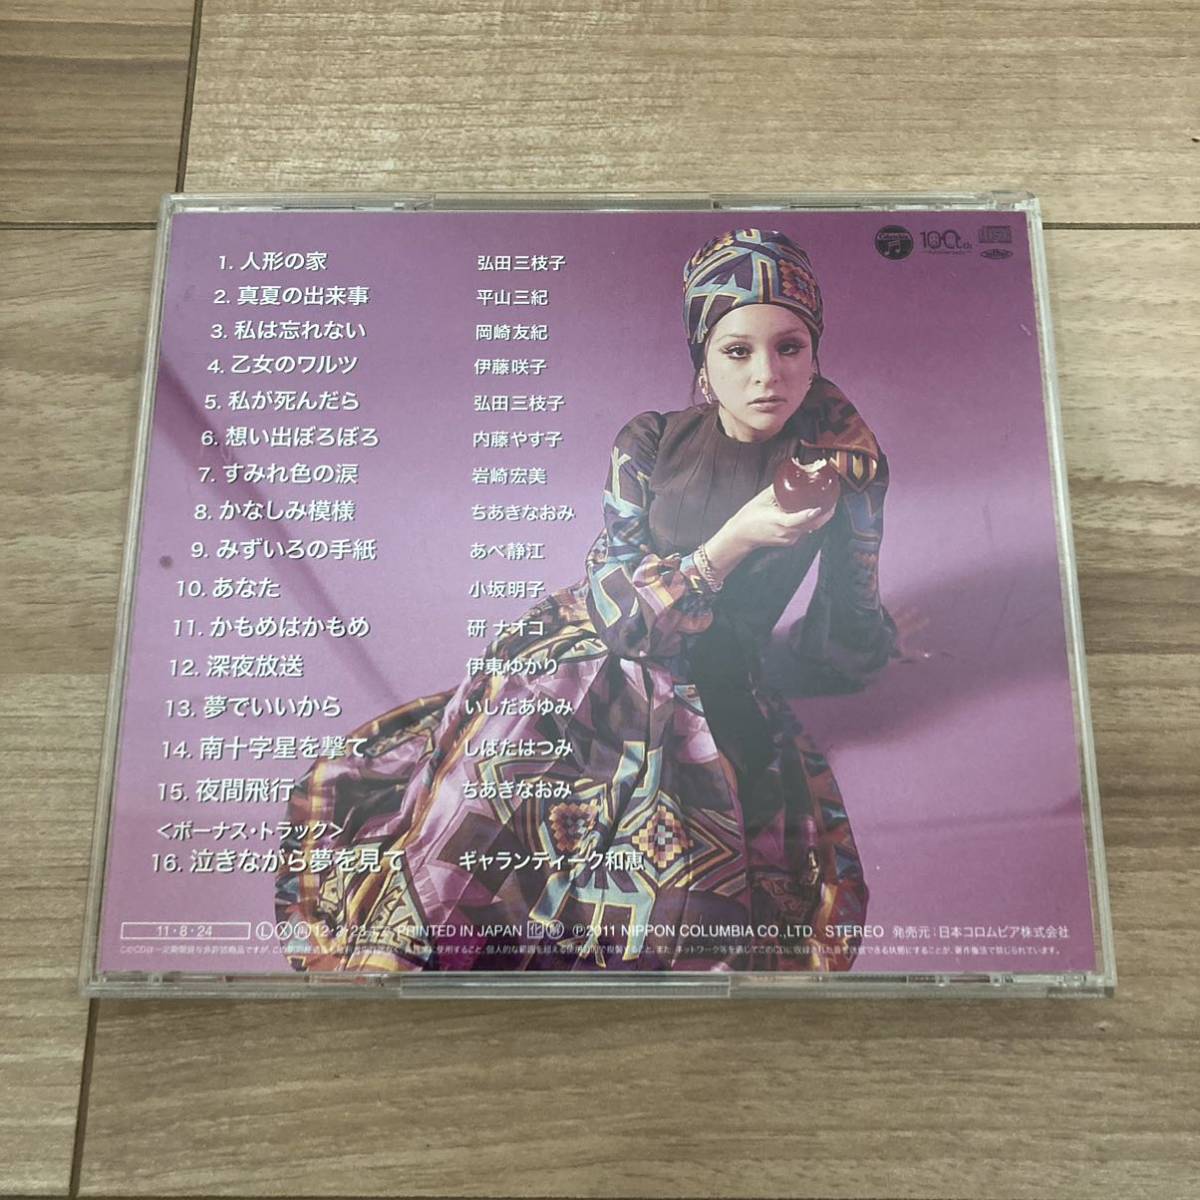 Columbia 100th Anniversary
1. 人形の家 弘田三枝子
2. 真夏の出来事 平山三紀
3. 私は忘れない 岡崎友紀
4. 乙女のワルツ 伊藤咲子
5. 私が死んだら 弘田三枝子
6. 想い出ぼろぼろ 内藤やす子
7. すみれ色の涙 岩崎宏美
8. かなしみ模様 ちあきなおみ
9. みずいろの手紙 あべ静江
10. あなた 小坂明子
11. かもめはかもめ 研 ナオコ
12. 深夜放送 伊東ゆかり
13. 夢でいいから いしだあゆみ
14. 南十字星を撃て しばたはつみ
15. 夜間飛行 ちあきなおみ
<ボーナス・トラック>
16. 泣きながら夢を見て ギャランティーク和恵
11・8・24 Ⓛ Ⓧ 12・2・23 PRINTED IN JAPAN ℗2011 NIPPON COLUMBIA CO.,LTD. STEREO 発売元:日本コロムビア株式会社